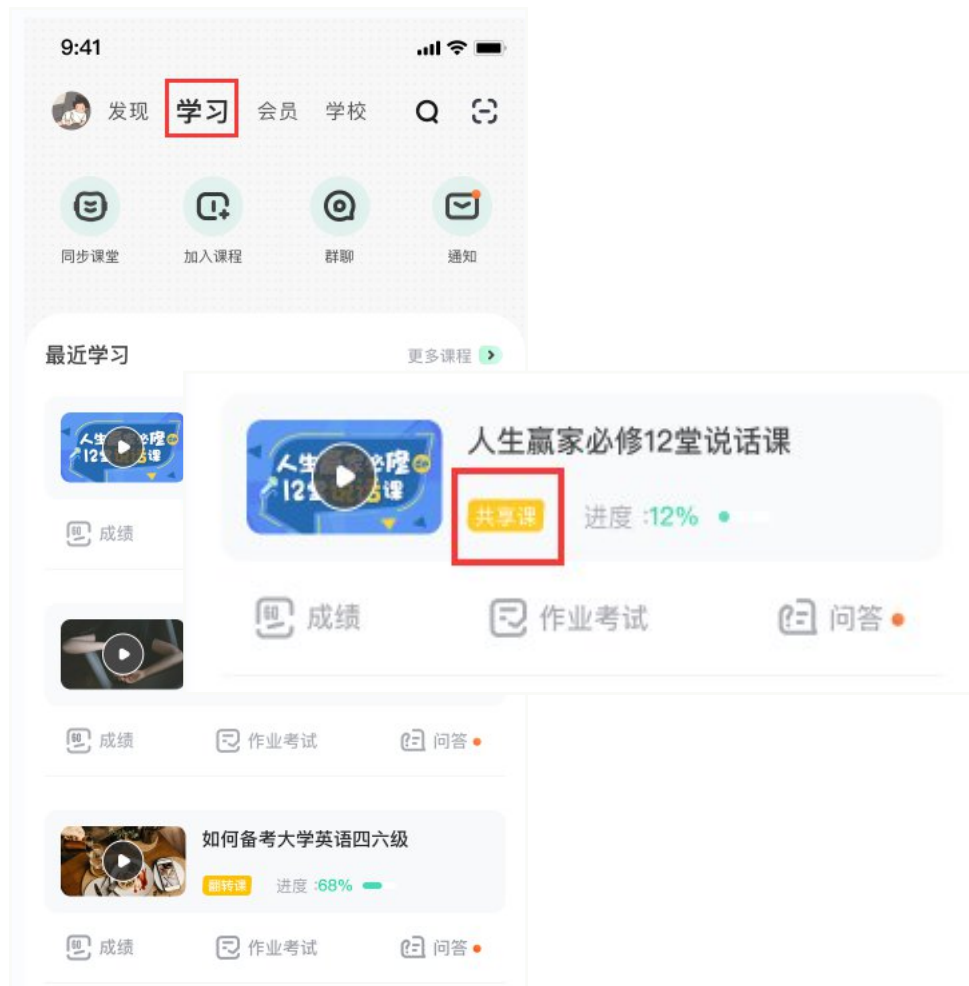 9:41
发现 学习 会员 学校
同步课堂 加入课程 群聊 通知
最近学习 更多课程
人生赢家必修12堂说话课
共享课 进度 :12%
成绩 作业考试 问答
成绩
成绩 作业考试 问答
如何备考大学英语四六级
翻转课 进度 :68%
成绩 作业考试 问答